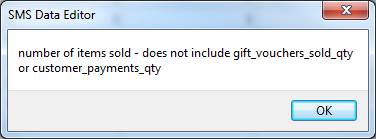 SMS Data Editor
number of items sold - does not include gift_vouchers_sold_qty
or customer_payments_qty
OK